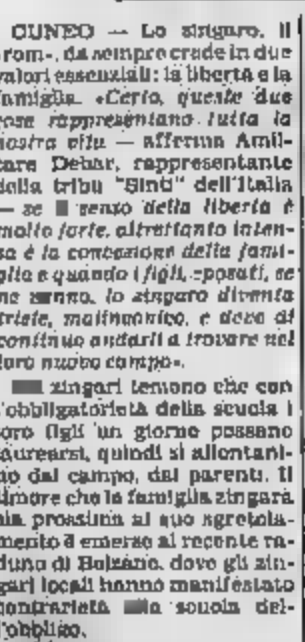 CUNEO — Lo zingaro, il
«rom», da sempre crede in due
valori essenziali: la libertà e la
famiglia. «Certo, queste due
cose rappresentano tutta la
nostra vita — afferma Amil-
care Debar, rappresentante
della tribu "Sinti" dell'Italia
— se senso della libertà è
molto forte, altrettanto inten-
sa è la concezione della fami-
glia e quando i figli, sposati, se
ne vanno, lo zingaro diventa
triste, malinconico, e deve di
continuo andarli a trovare nel
loro nuovo campo».
zingari temono che con
l'obbligatorietà della scuola i
loro figli un giorno possano
laurearsi, quindi si allontani-
no dal campo, dai parenti. Il
timore che la famiglia zingara
sia prossima al suo sgretola-
mento è emerso al recente ra-
duno di Bolzano, dove gli zin-
gari locali hanno manifestato
contrarietà alla scuola del-
l'obbligo.